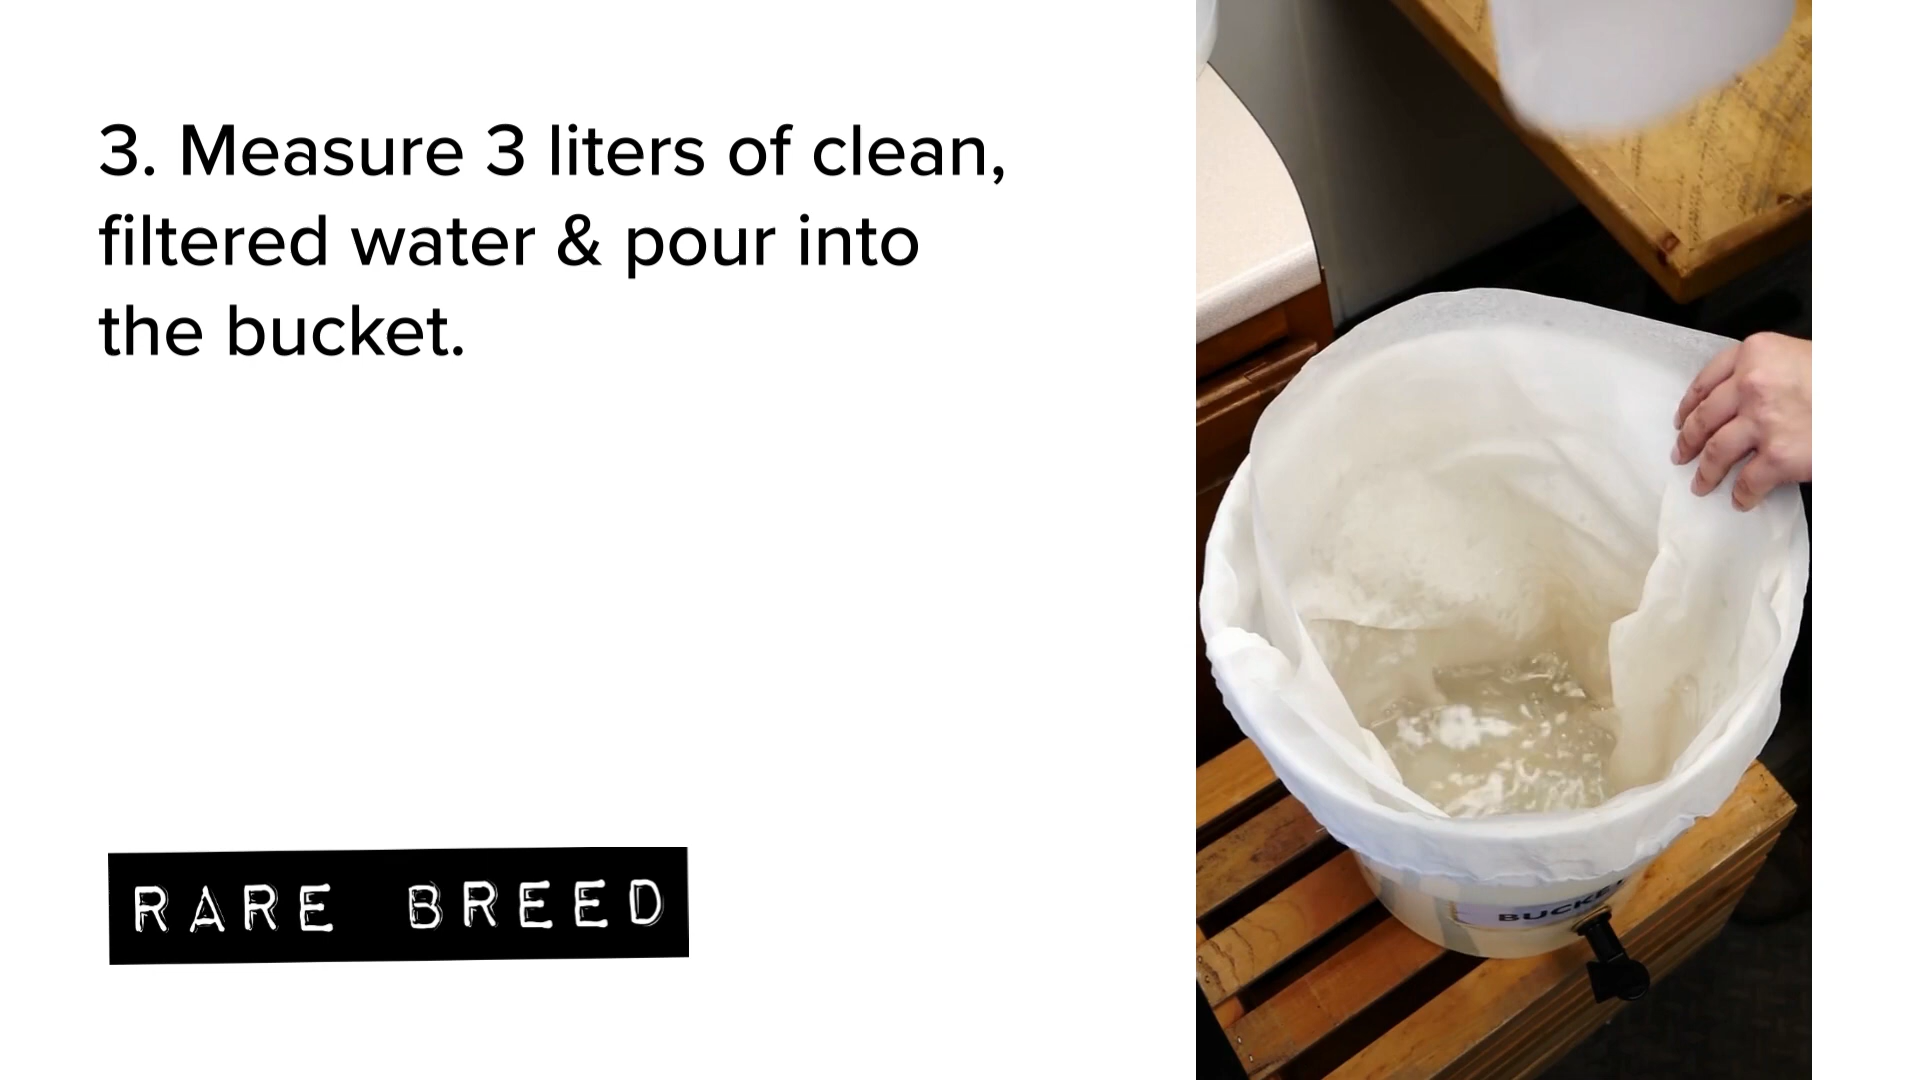 3. Measure 3 liters of clean,
filtered water & pour into
the bucket.
RARE BREED